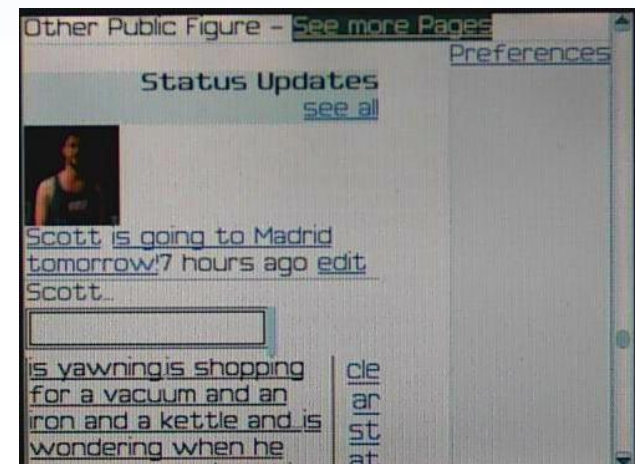 Other Public Figure – See more Pages
Preferences
Status Updates
see all
Scott is going to Madrid
tomorrow!7 hours ago edit
Scott...
is yawningis shopping
for a vacuum and an
iron and a kettle and is
wondering when he
cle
ar
st
at